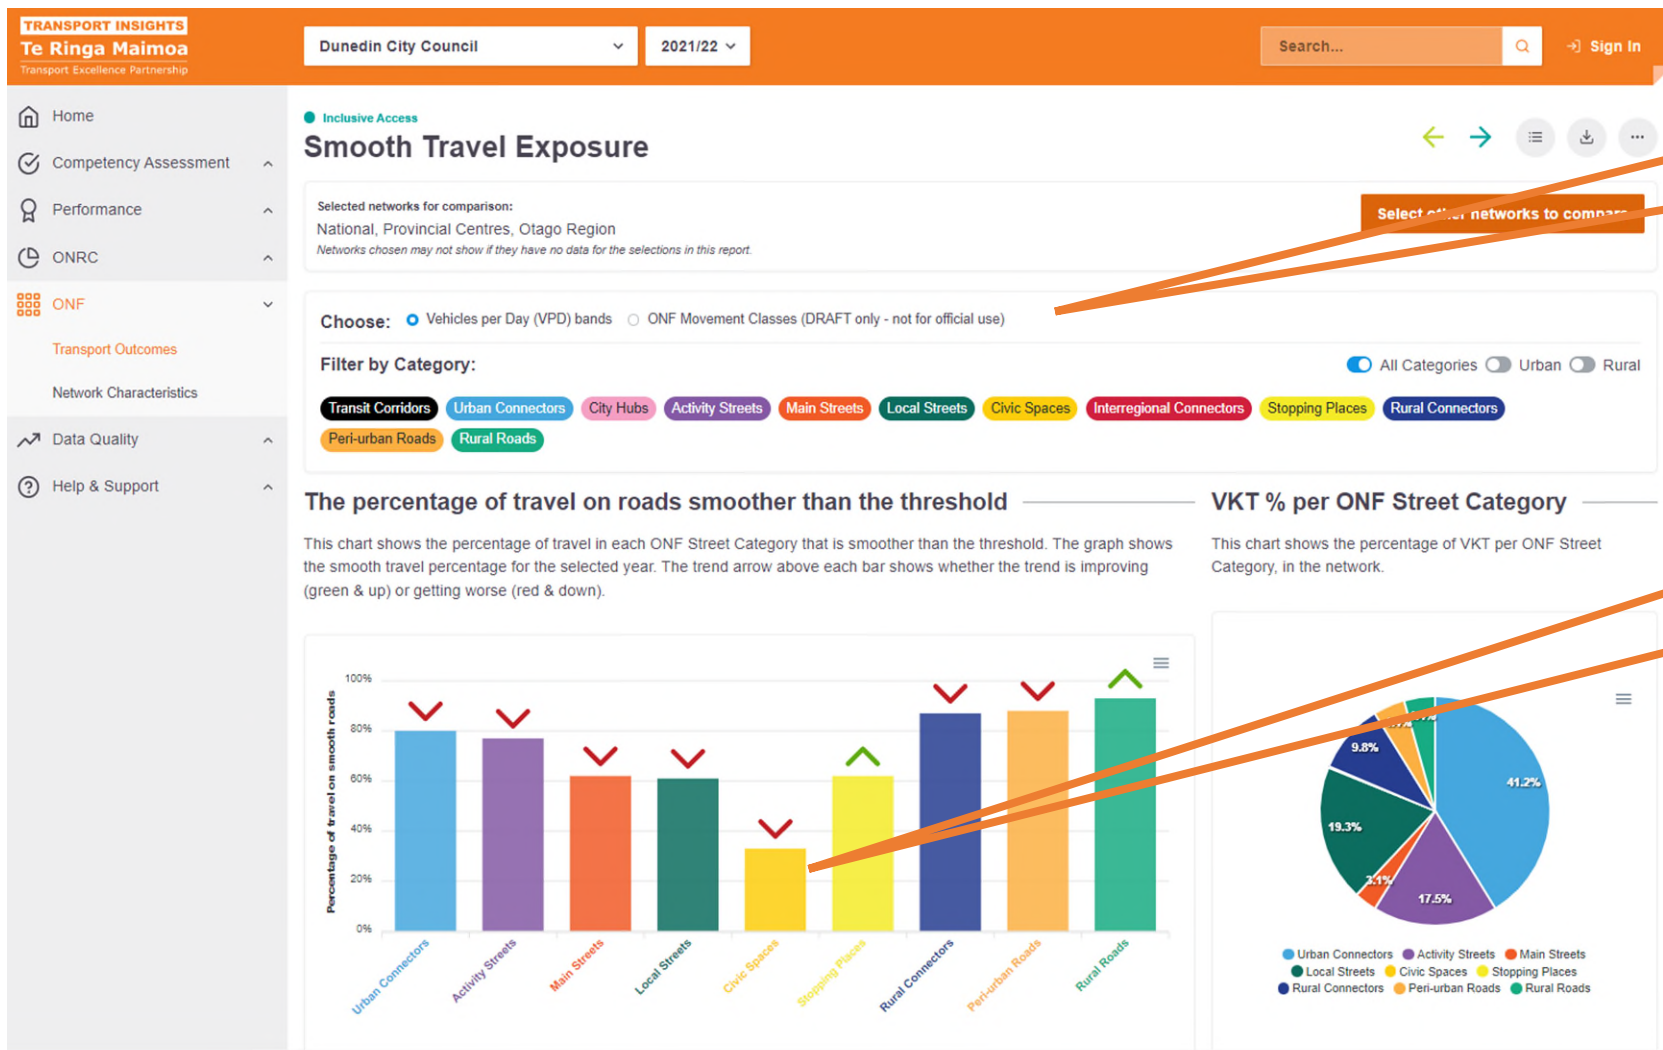 TRANSPORT INSIGHTS
Te Ringa Maimoa
Transport Excellence Partnership
Dunedin City Council
2021/22
Search...
Sign In
Home
Competency Assessment
Performance
ONRC
ONF
Transport Outcomes
Network Characteristics
Data Quality
Help & Support
Inclusive Access
Smooth Travel Exposure
Selected networks for comparison:
National, Provincial Centres, Otago Region
Networks chosen may not show if they have no data for the selections in this report.
Select other networks to compare
Choose: Vehicles per Day (VPD) bands ONF Movement Classes (DRAFT only - not for official use)
Filter by Category:
All Categories Urban Rural
Transit Corridors Urban Connectors City Hubs Activity Streets Main Streets Local Streets Civic Spaces Interregional Connectors Stopping Places Rural Connectors
Peri-urban Roads Rural Roads
The percentage of travel on roads smoother than the threshold
This chart shows the percentage of travel in each ONF Street Category that is smoother than the threshold. The graph shows
the smooth travel percentage for the selected year. The trend arrow above each bar shows whether the trend is improving
(green & up) or getting worse (red & down).
Percentage of travel on smooth roads
100%
80%
60%
40%
20%
0%
Urban Connectors
Activity Streets
Main Streets
Local Streets
Civic Spaces
Stopping Places
Rural Connectors
Peri-urban Roads
Rural Roads
VKT % per ONF Street Category
This chart shows the percentage of VKT per ONF Street
Category, in the network.
9.8%
41.2%
19.3%
3.1%
17.5%
Urban Connectors Activity Streets Main Streets
Local Streets Civic Spaces Stopping Places
Rural Connectors Peri-urban Roads Rural Roads